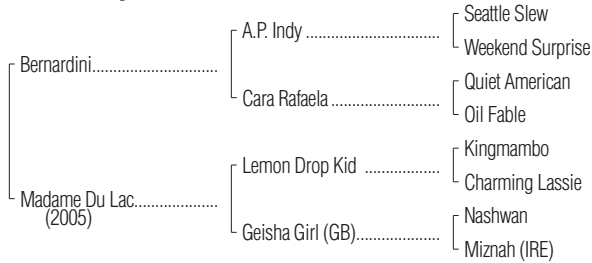 Seattle Slew
A.P. Indy ..............................
Weekend Surprise
Bernardini............................
Quiet American
Cara Rafaela ........................
Oil Fable
Kingmambo
Lemon Drop Kid .................
Charming Lassie
Madame Du Lac...................
(2005)
Nashwan
Geisha Girl (GB)...................
Miznah (IRE)